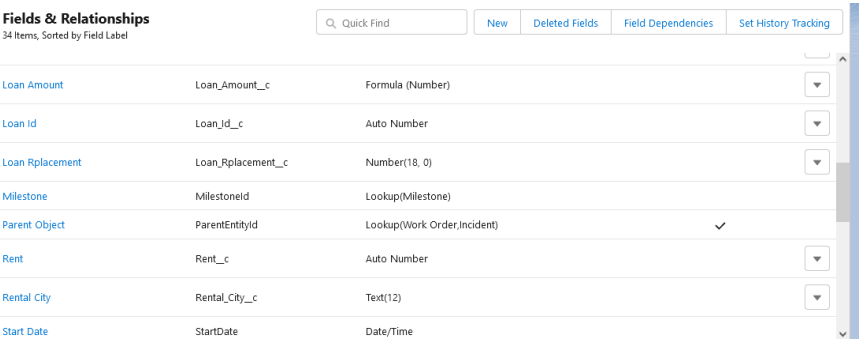 Fields & Relationships
34 Items, Sorted by Field Label
Quick Find
New
Deleted Fields
Field Dependencies
Set History Tracking
Loan Amount Loan_Amount__c Formula (Number)
Loan Id Loan_Id__c Auto Number
Loan Rplacement Loan_Rplacement__c Number(18, 0)
Milestone MilestoneId Lookup(Milestone)
Parent Object ParentEntityId Lookup(Work Order,Incident)
Rent Rent__c Auto Number
Rental City Rental_City__c Text(12)
Start Date StartDate Date/Time